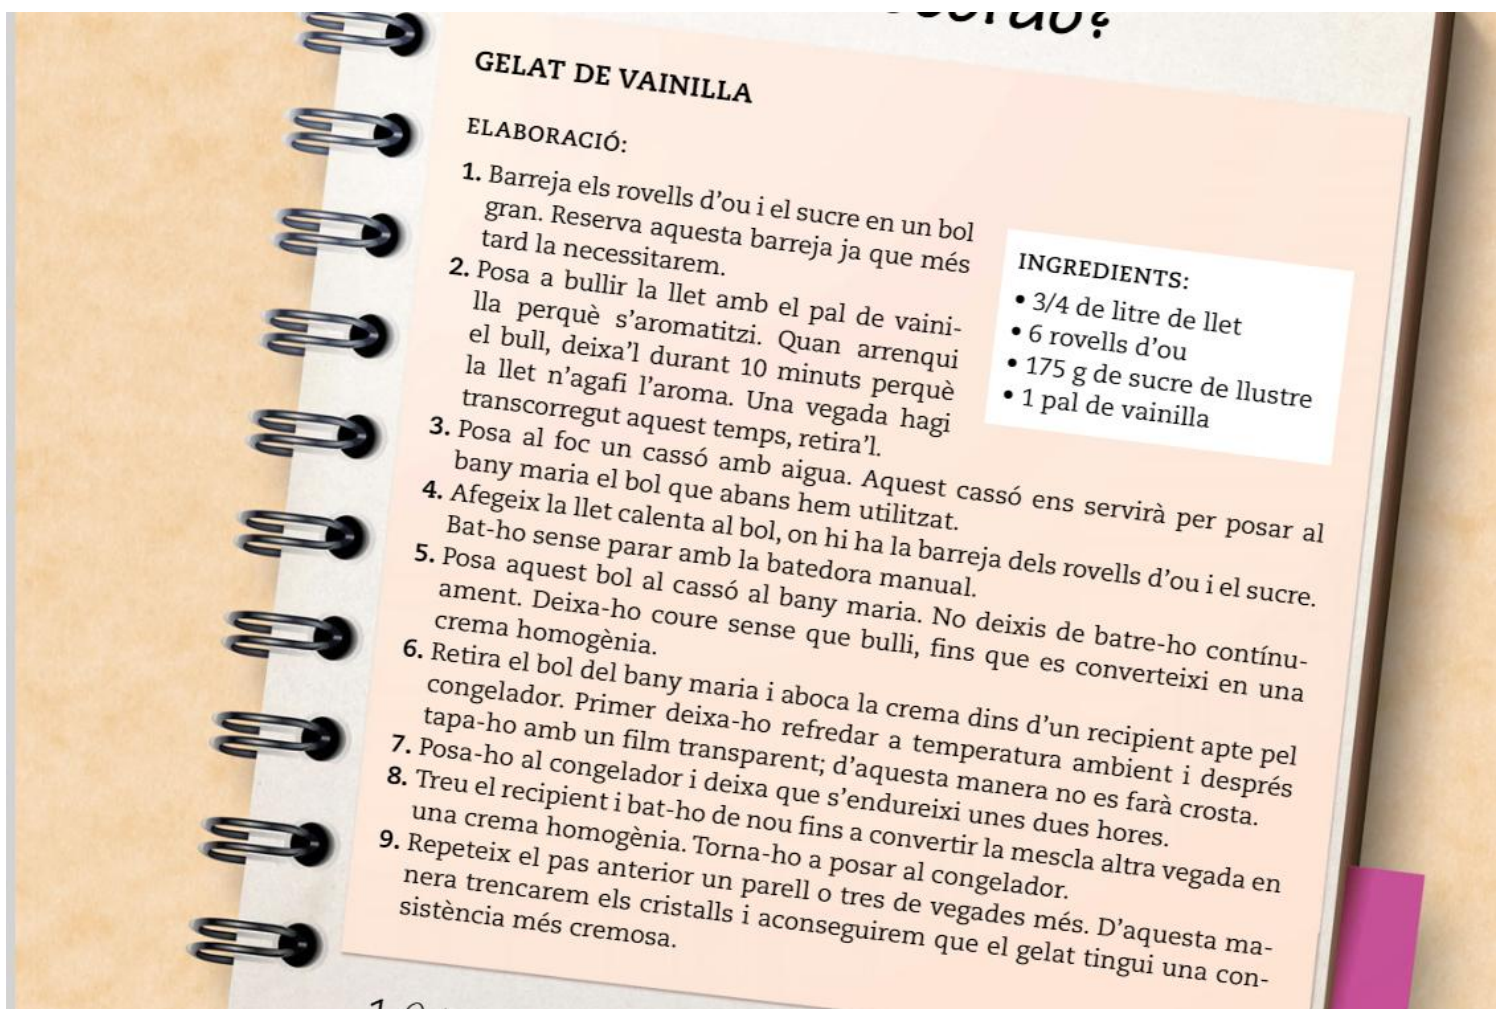 GELAT DE VAINILLA
ELABORACIÓ:
1. Barreja els rovells d'ou i el sucre en un bol
gran. Reserva aquesta barreja ja que més
tard la necessitarem.
2. Posa a bullir la llet amb el pal de vaini-
lla perquè s'aromatitzi. Quan arrenqui
el bull, deixa'l durant 10 minuts perquè
la llet n'agafi l'aroma. Una vegada hagi
transcorregut aquest temps, retira'l.
3. Posa al foc un cassó amb aigua. Aquest cassó ens servirà per posar al
bany maria el bol que abans hem utilitzat.
4. Afegeix la llet calenta al bol, on hi ha la barreja dels rovells d'ou i el sucre.
Bat-ho sense parar amb la batedora manual.
5. Posa aquest bol al cassó al bany maria. No deixis de batre-ho contínu-
ament. Deixa-ho coure sense que bulli, fins que es converteixi en una
crema homogènia.
6. Retira el bol del bany maria i aboca la crema dins d'un recipient apte pel
congelador. Primer deixa-ho refredar a temperatura ambient i després
tapa-ho amb un film transparent; d'aquesta manera no es farà crosta.
7. Posa-ho al congelador i deixa que s'endureixi unes dues hores.
8. Treu el recipient i bat-ho de nou fins a convertir la mescla altra vegada en
una crema homogènia. Torna-ho a posar al congelador.
9. Repeteix el pas anterior un parell o tres de vegades més. D'aquesta ma-
nera trencarem els cristalls i aconseguirem que el gelat tingui una con-
sistència més cremosa.
INGREDIENTS:
• 3/4 de litre de llet
• 6 rovells d'ou
• 175 g de sucre de llustre
• 1 pal de vainilla